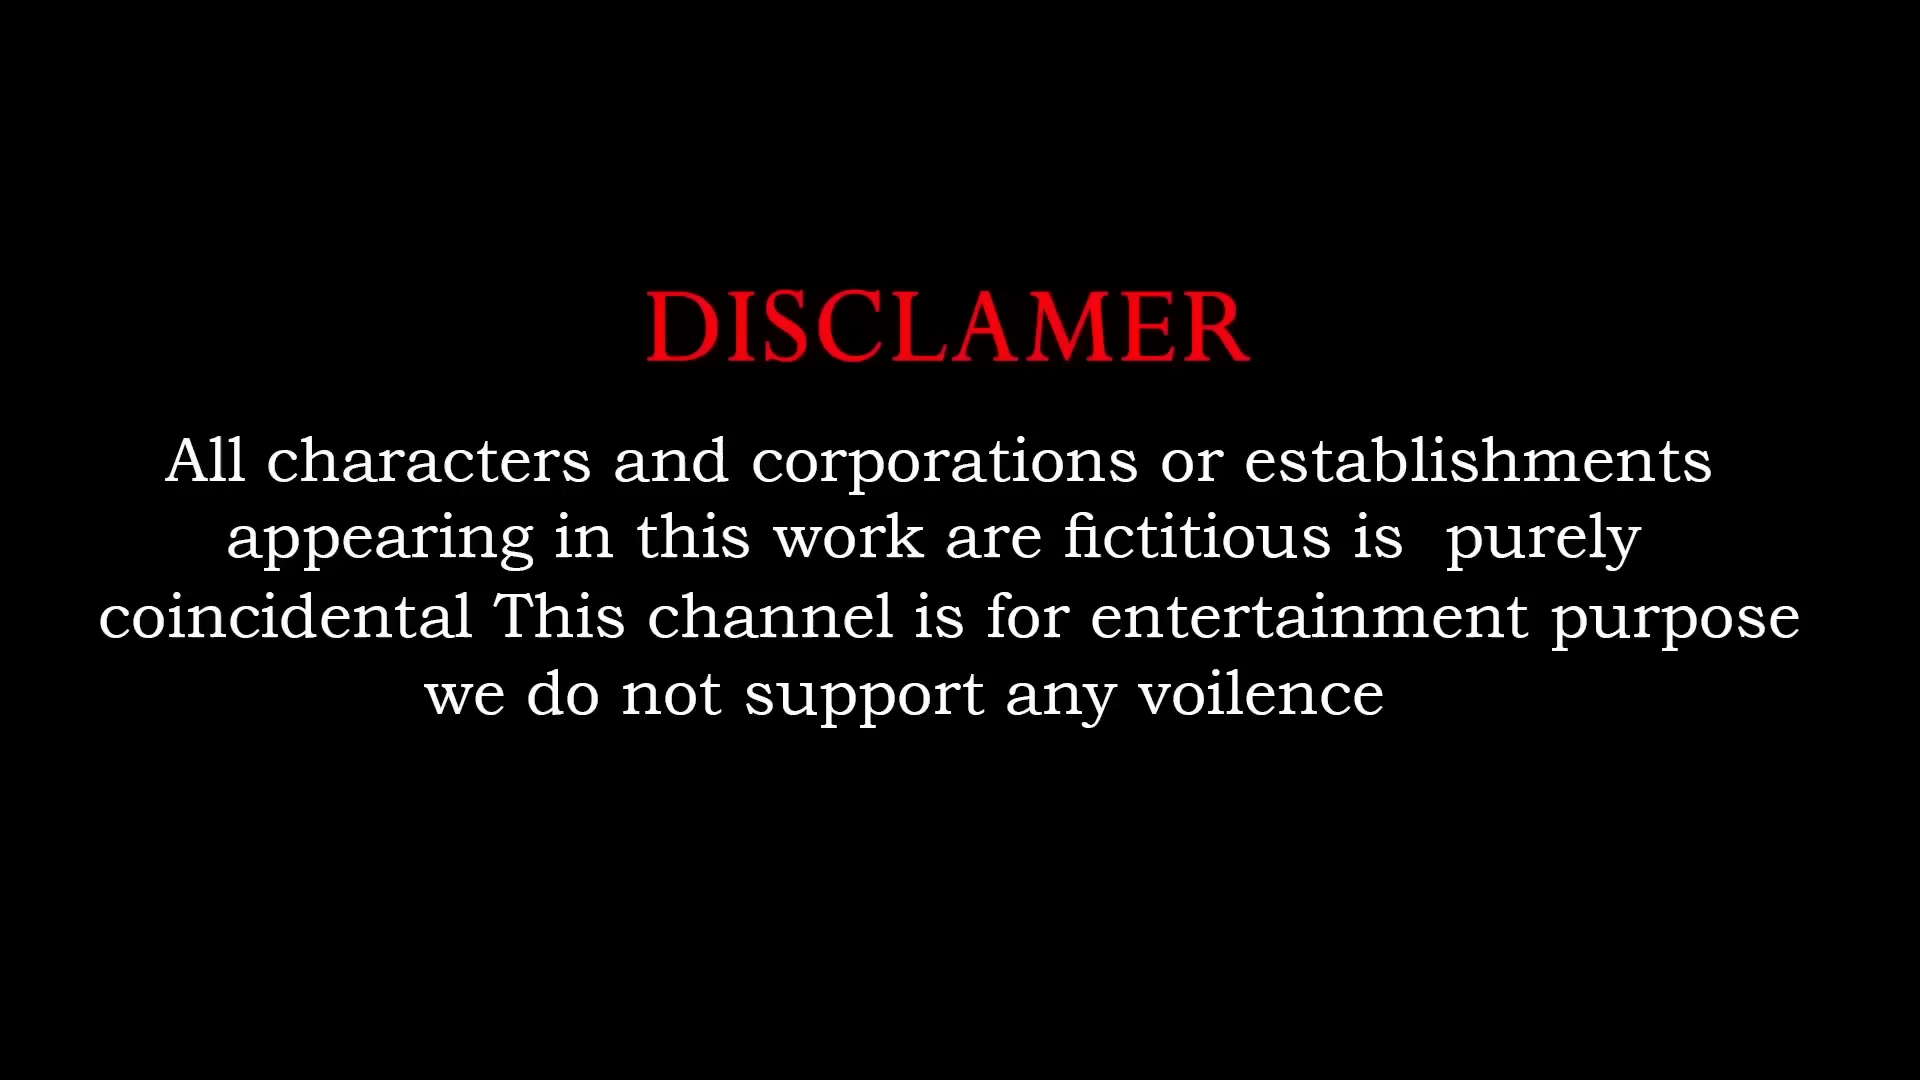 DISCLAMER
All characters and corporations or establishments
appearing in this work are fictitious is  purely
coincidental This channel is for entertainment purpose
we do not support any voilence